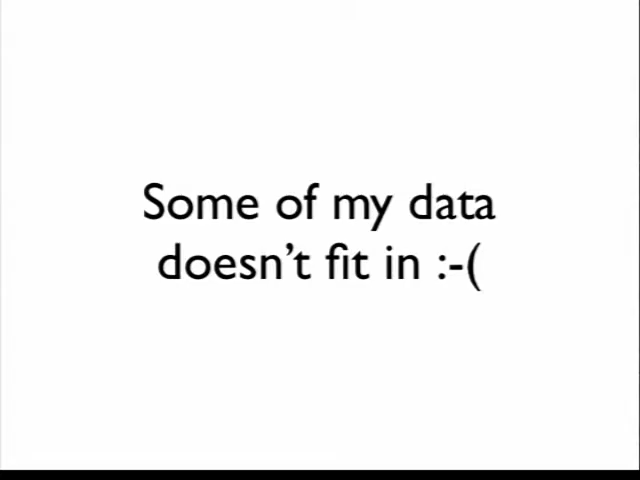 Some of my data
doesn’t fit in :-(